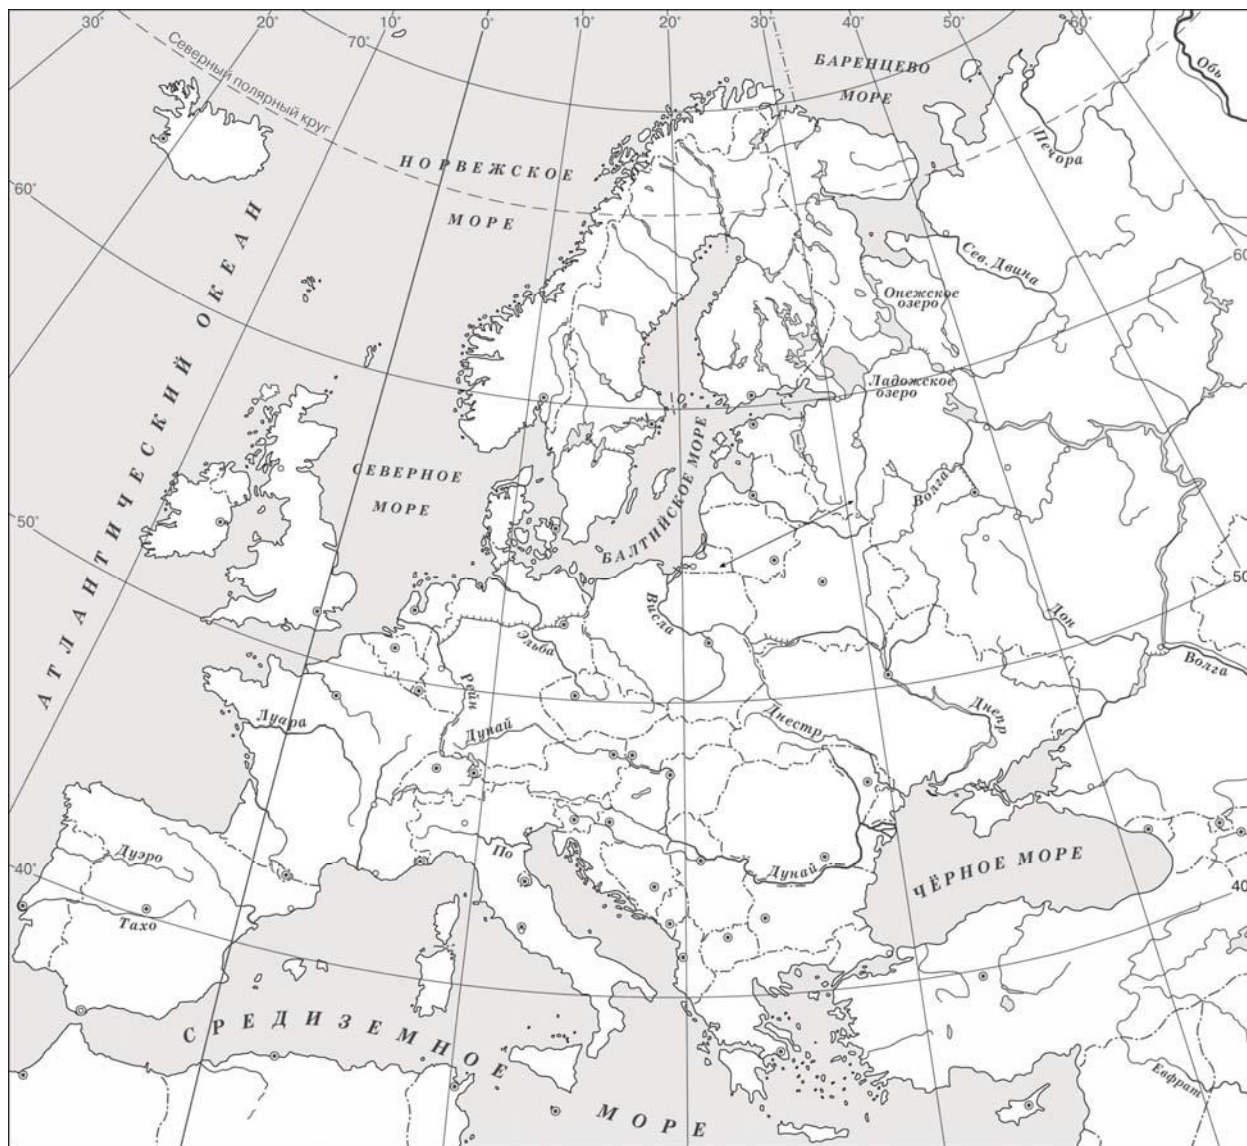 30°
20°
10°
0°
10°
20°
30°
40°
50°
60°
70°
Северный полярный круг
БАРЕНЦЕВО
МОРЕ
Обь
Печора
НОРВЕЖСКОЕ
МОРЕ
60°
60
Сев. Двина
Онежское
озеро
Ладожское
озеро
АТЛАНТИЧЕСКИЙ ОКЕАН
СЕВЕРНОЕ
МОРЕ
БАЛТИЙСКОЕ МОРЕ
Волга
50°
50
Висла
Эльба
Дон
Волга
Рейн
Луара
Дунай
Днестр
Днепр
По
Дунай
ЧЁРНОЕ МОРЕ
40°
40
Дуэро
Тахо
СРЕДИЗЕМНОЕ
МОРЕ
Евфрат